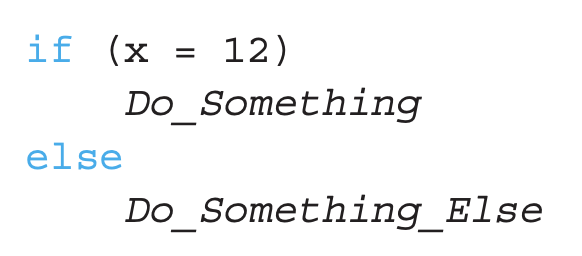 if (x = 12)
Do_Something
else
Do_Something_Else